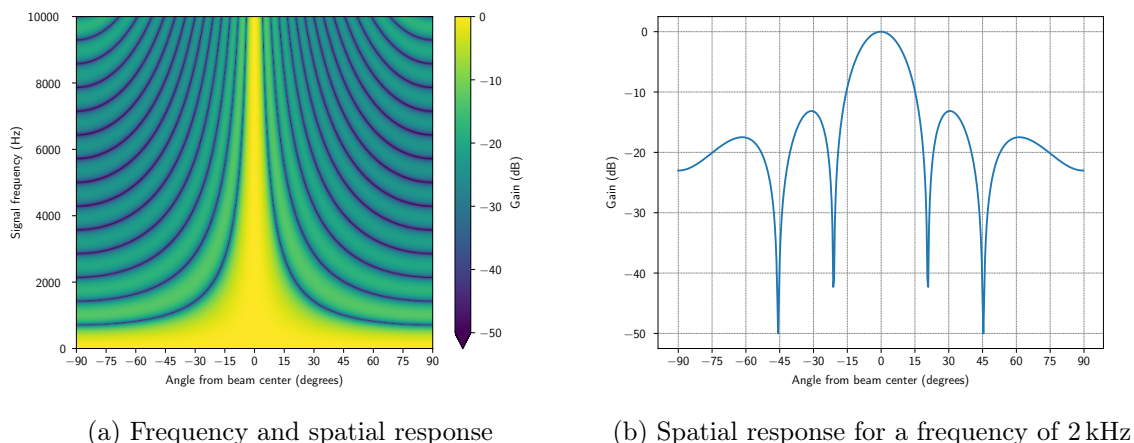 10000
8000
6000
4000
2000
0
Signal frequency (Hz)
−90 −75 −60 −45 −30 −15 0 15 30 45 60 75 90
Angle from beam center (degrees)
0
−10
−20
−30
−40
−50
Gain (dB)
0
−10
−20
−30
−40
−50
Gain (dB)
−90 −75 −60 −45 −30 −15 0 15 30 45 60 75 90
Angle from beam center (degrees)
(a) Frequency and spatial response
(b) Spatial response for a frequency of 2 kHz